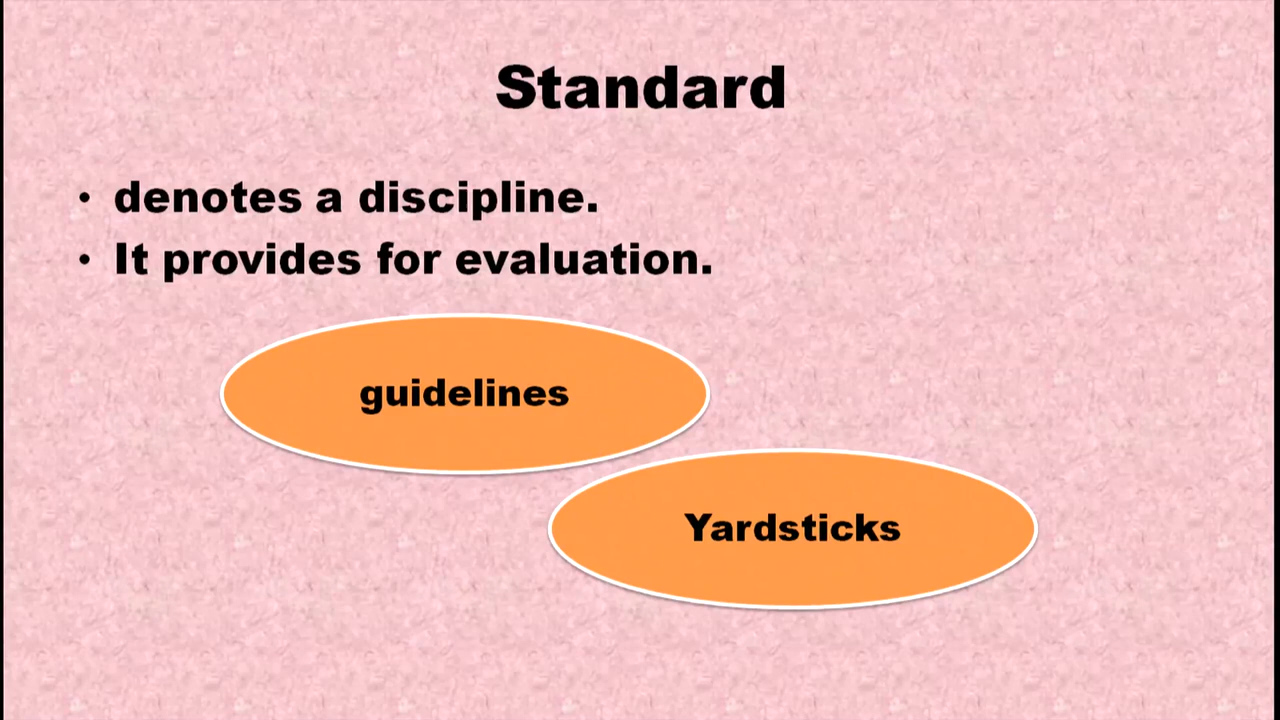 Standard
• denotes a discipline.
• It provides for evaluation.
guidelines
Yardsticks